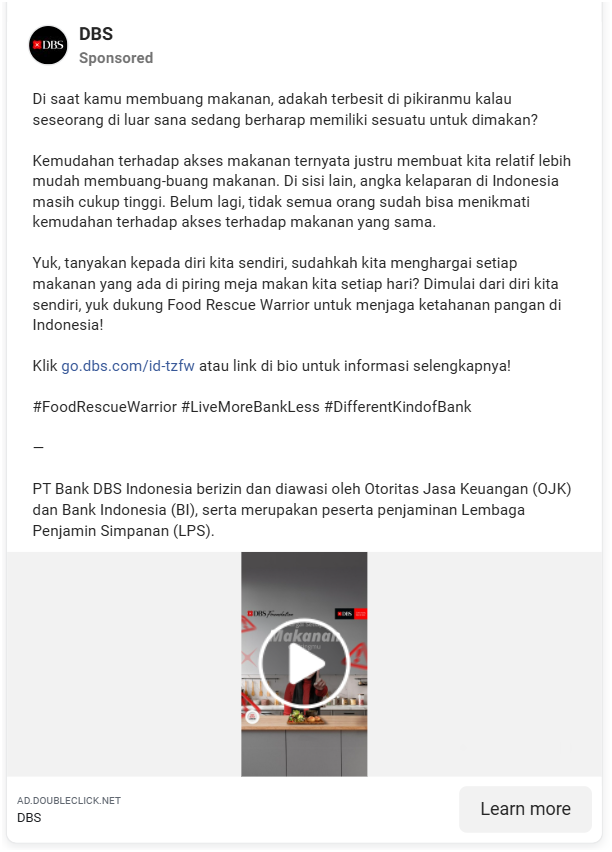 DBS
Sponsored
Di saat kamu membuang makanan, adakah terbesit di pikiranmu kalau
seseorang di luar sana sedang berharap memiliki sesuatu untuk dimakan?
Kemudahan terhadap akses makanan ternyata justru membuat kita relatif lebih
mudah membuang-buang makanan. Di sisi lain, angka kelaparan di Indonesia
masih cukup tinggi. Belum lagi, tidak semua orang sudah bisa menikmati
kemudahan terhadap akses terhadap makanan yang sama.
Yuk, tanyakan kepada diri kita sendiri, sudahkah kita menghargai setiap
makanan yang ada di piring meja makan kita setiap hari? Dimulai dari diri kita
sendiri, yuk dukung Food Rescue Warrior untuk menjaga ketahanan pangan di
Indonesia!
Klik go.dbs.com/id-tzfw atau link di bio untuk informasi selengkapnya!
#FoodRescueWarrior #LiveMoreBankLess #DifferentKindofBank
—
PT Bank DBS Indonesia berizin dan diawasi oleh Otoritas Jasa Keuangan (OJK)
dan Bank Indonesia (BI), serta merupakan peserta penjaminan Lembaga
Penjamin Simpanan (LPS).
DBS Foundation
DBS
Makanan
AD.DOUBLECLICK.NET
DBS
Learn more